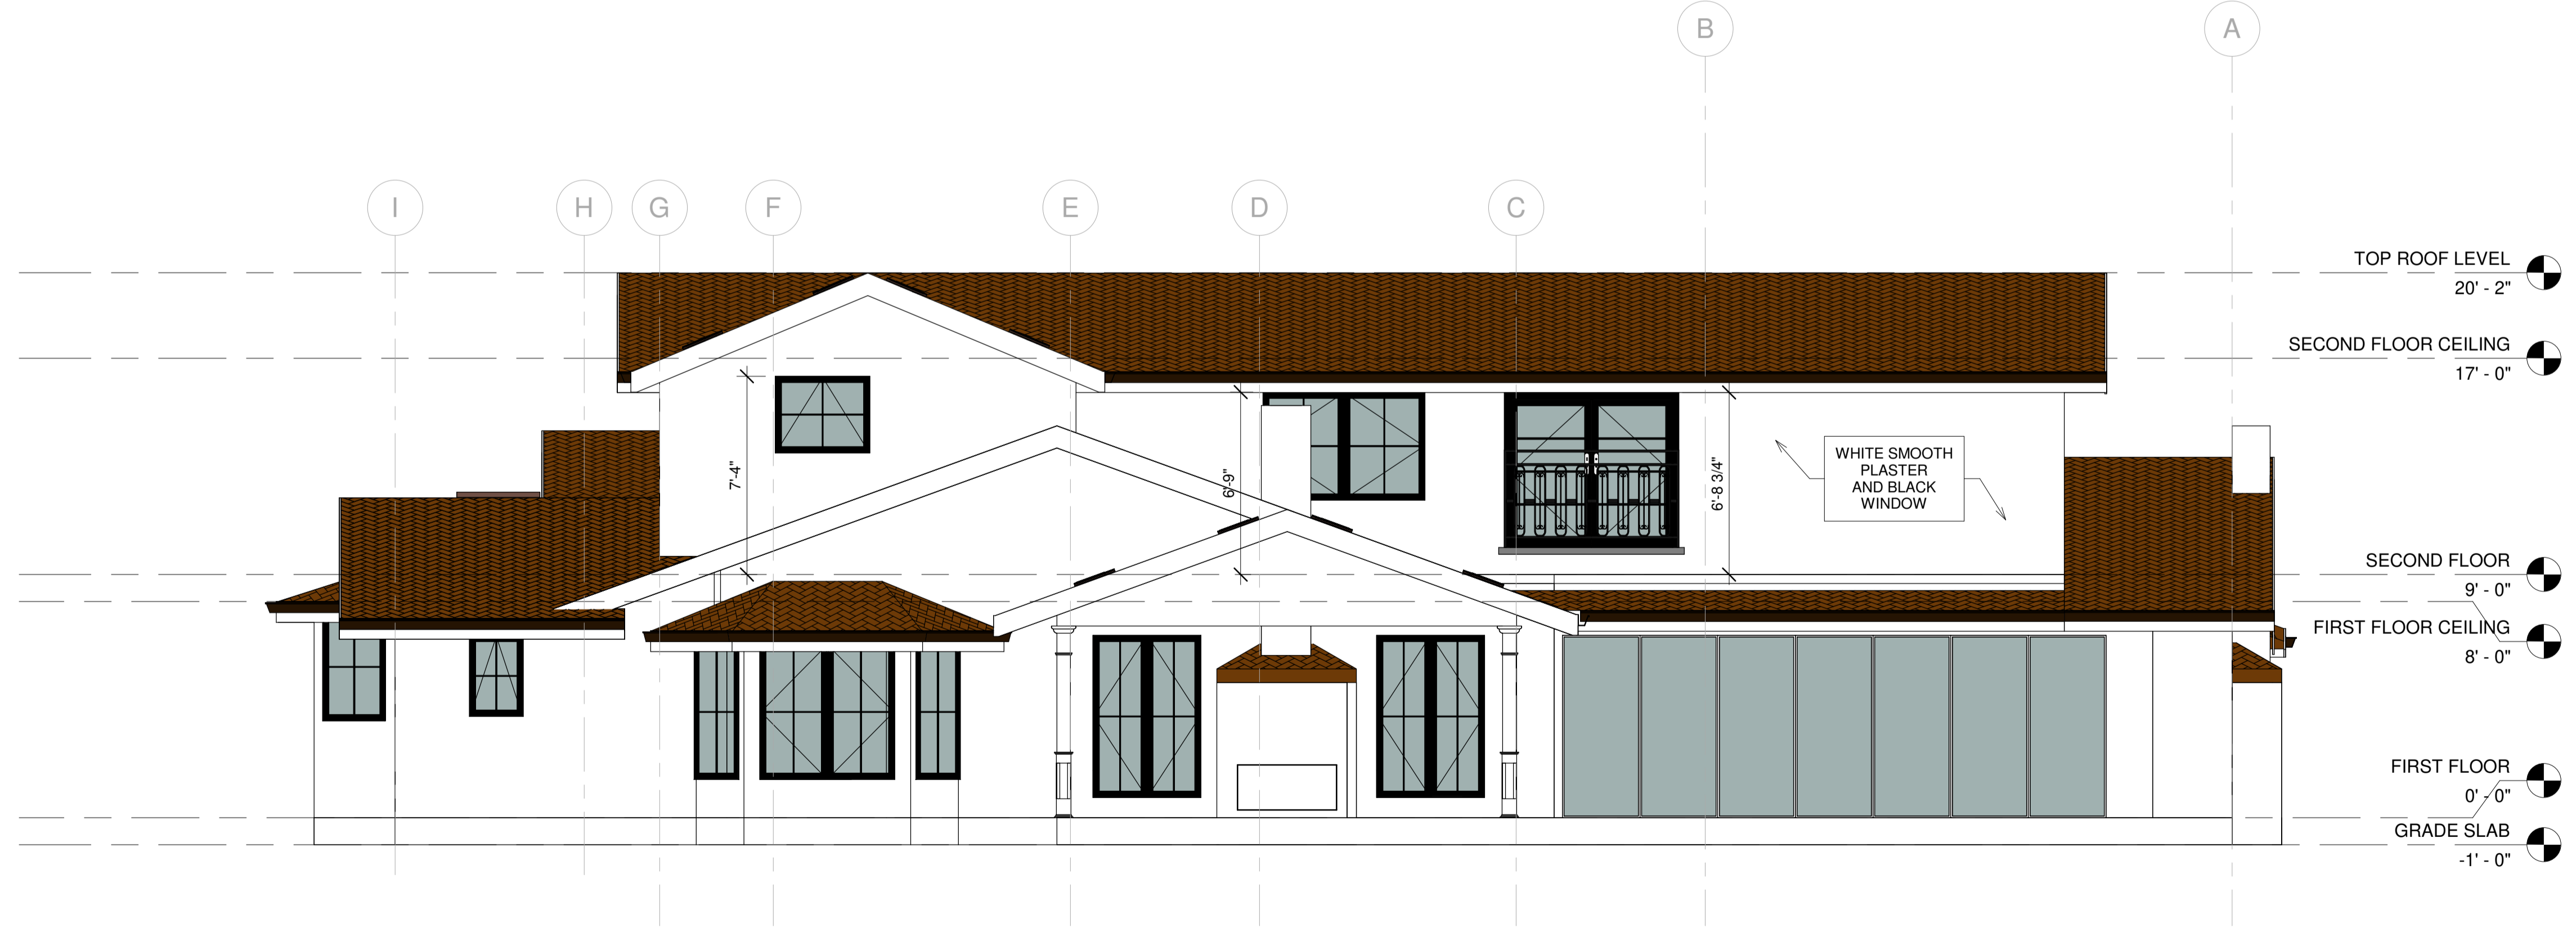 B
A
I
H
G
F
E
D
C
TOP ROOF LEVEL
20' - 2"
SECOND FLOOR CEILING
17' - 0"
7'-4"
6'-9"
6'-8 3/4"
WHITE SMOOTH
PLASTER
AND BLACK
WINDOW
SECOND FLOOR
9' - 0"
FIRST FLOOR CEILING
8' - 0"
FIRST FLOOR
0' - 0"
GRADE SLAB
-1' - 0"